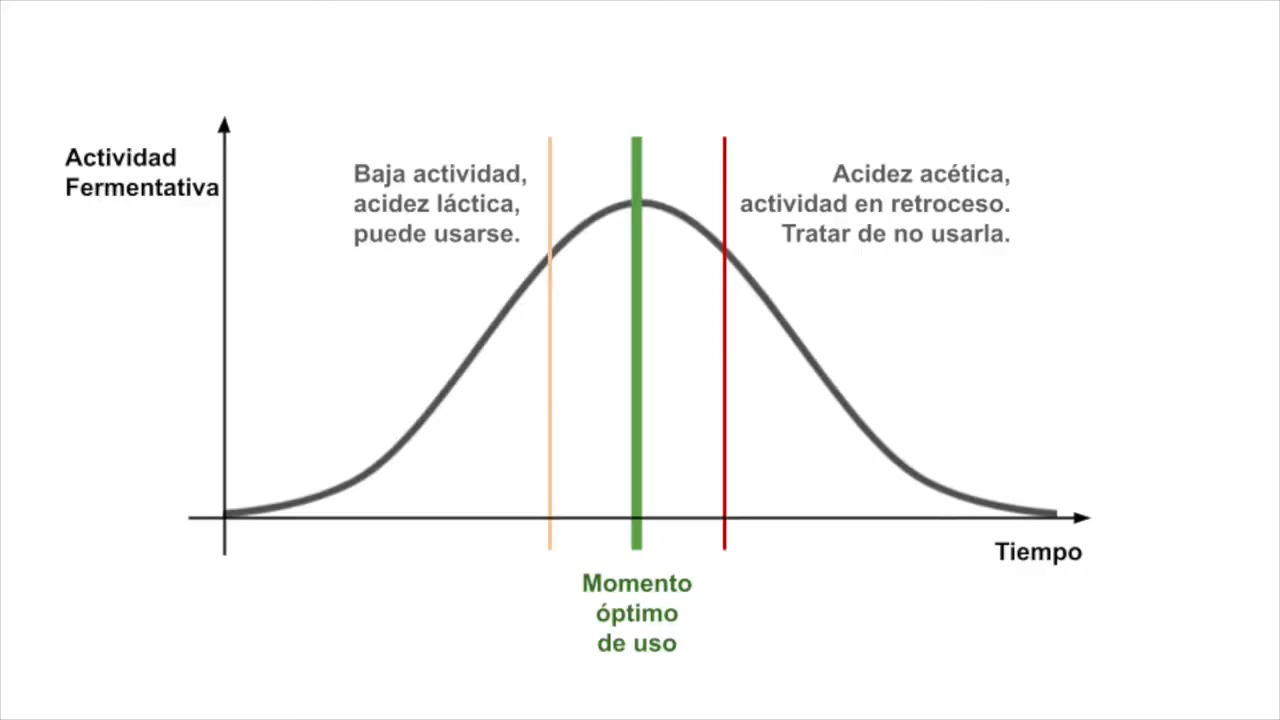 Actividad
Fermentativa
Baja actividad,
acidez láctica,
puede usarse.
Acidez acética,
actividad en retroceso.
Tratar de no usarla.
Tiempo
Momento
óptimo
de uso